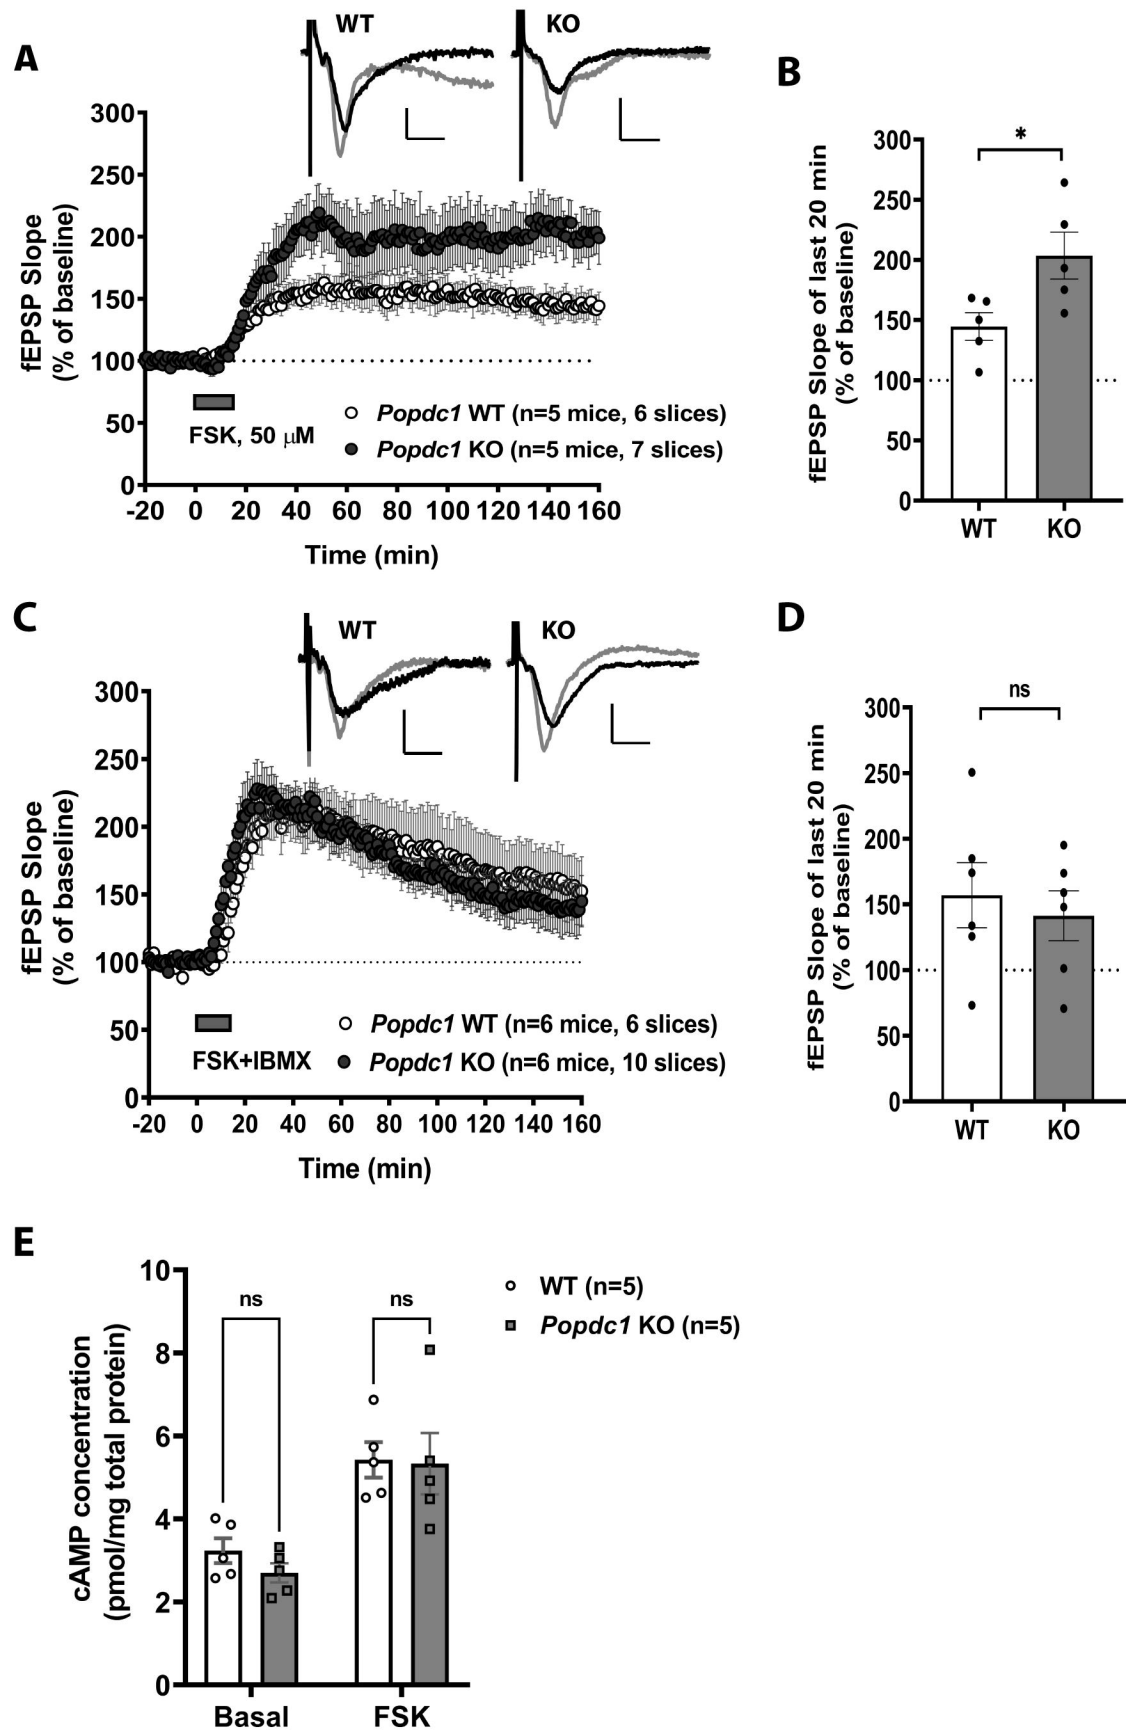 A
WT
KO
fEPSP Slope
(% of baseline)
300
250
200
150
100
50
0
FSK, 50 μM
Popdc1 WT (n=5 mice, 6 slices)
Popdc1 KO (n=5 mice, 7 slices)
-20 0 20 40 60 80 100 120 140 160
Time (min)
B
fEPSP Slope of last 20 min
(% of baseline)
300
250
200
150
100
50
0
*
WT KO
C
WT
KO
fEPSP Slope
(% of baseline)
300
250
200
150
100
50
0
FSK+IBMX
Popdc1 WT (n=6 mice, 6 slices)
Popdc1 KO (n=6 mice, 10 slices)
-20 0 20 40 60 80 100 120 140 160
Time (min)
D
fEPSP Slope of last 20 min
(% of baseline)
300
250
200
150
100
50
0
ns
WT KO
E
cAMP concentration
(pmol/mg total protein)
10
8
6
4
2
0
ns
ns
WT (n=5)
Popdc1 KO (n=5)
Basal FSK